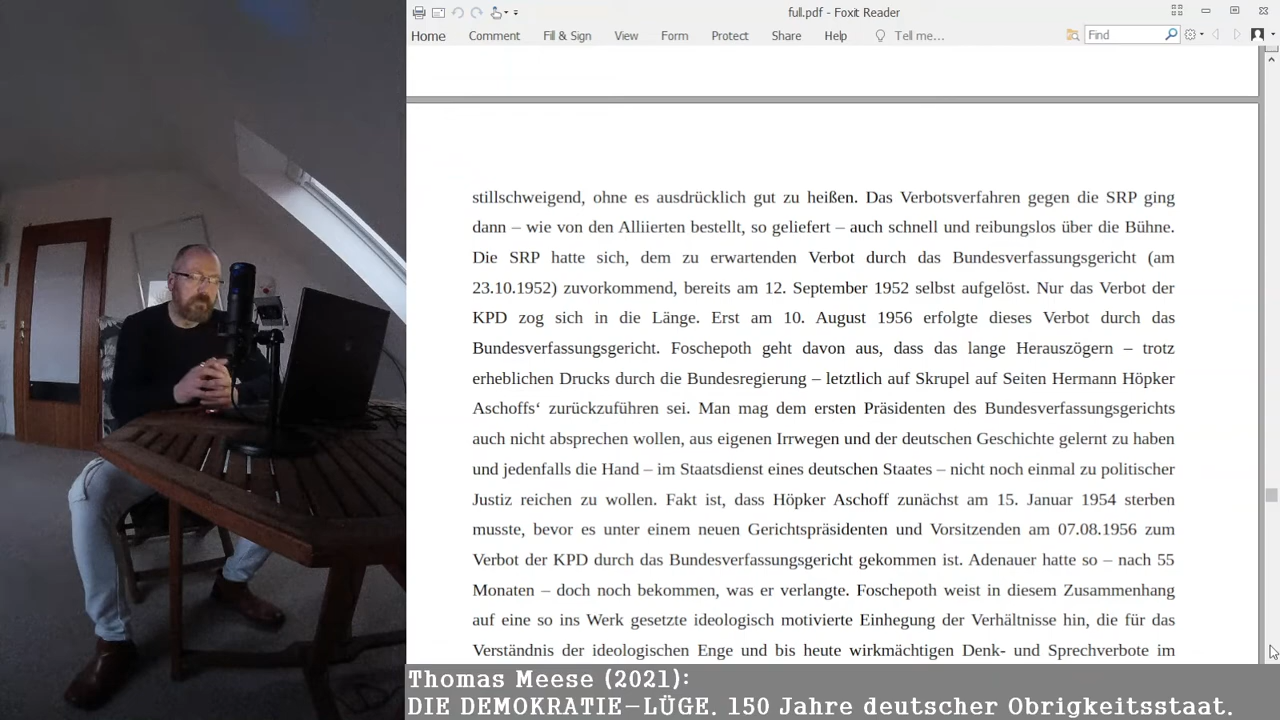 full.pdf - Foxit Reader
Home Comment Fill & Sign View Form Protect Share Help Tell me... Find
stillschweigend, ohne es ausdrücklich gut zu heißen. Das Verbotsverfahren gegen die SRP ging
dann – wie von den Alliierten bestellt, so geliefert – auch schnell und reibungslos über die Bühne.
Die SRP hatte sich, dem zu erwartenden Verbot durch das Bundesverfassungsgericht (am
23.10.1952) zuvorkommend, bereits am 12. September 1952 selbst aufgelöst. Nur das Verbot der
KPD zog sich in die Länge. Erst am 10. August 1956 erfolgte dieses Verbot durch das
Bundesverfassungsgericht. Foschepoth geht davon aus, dass das lange Herauszögern – trotz
erheblichen Drucks durch die Bundesregierung – letztlich auf Skrupel auf Seiten Hermann Höpker
Aschoffs‘ zurückzuführen sei. Man mag dem ersten Präsidenten des Bundesverfassungsgerichts
auch nicht absprechen wollen, aus eigenen Irrwegen und der deutschen Geschichte gelernt zu haben
und jedenfalls die Hand – im Staatsdienst eines deutschen Staates – nicht noch einmal zu politischer
Justiz reichen zu wollen. Fakt ist, dass Höpker Aschoff zunächst am 15. Januar 1954 sterben
musste, bevor es unter einem neuen Gerichtspräsidenten und Vorsitzenden am 07.08.1956 zum
Verbot der KPD durch das Bundesverfassungsgericht gekommen ist. Adenauer hatte so – nach 55
Monaten – doch noch bekommen, was er verlangte. Foschepoth weist in diesem Zusammenhang
auf eine so ins Werk gesetzte ideologisch motivierte Einhegung der Verhältnisse hin, die für das
Verständnis der ideologischen Enge und bis heute wirkmächtigen Denk- und Sprechverbote im
Thomas Meese (2021):
DIE DEMOKRATIE-LÜGE. 150 Jahre deutscher Obrigkeitsstaat.